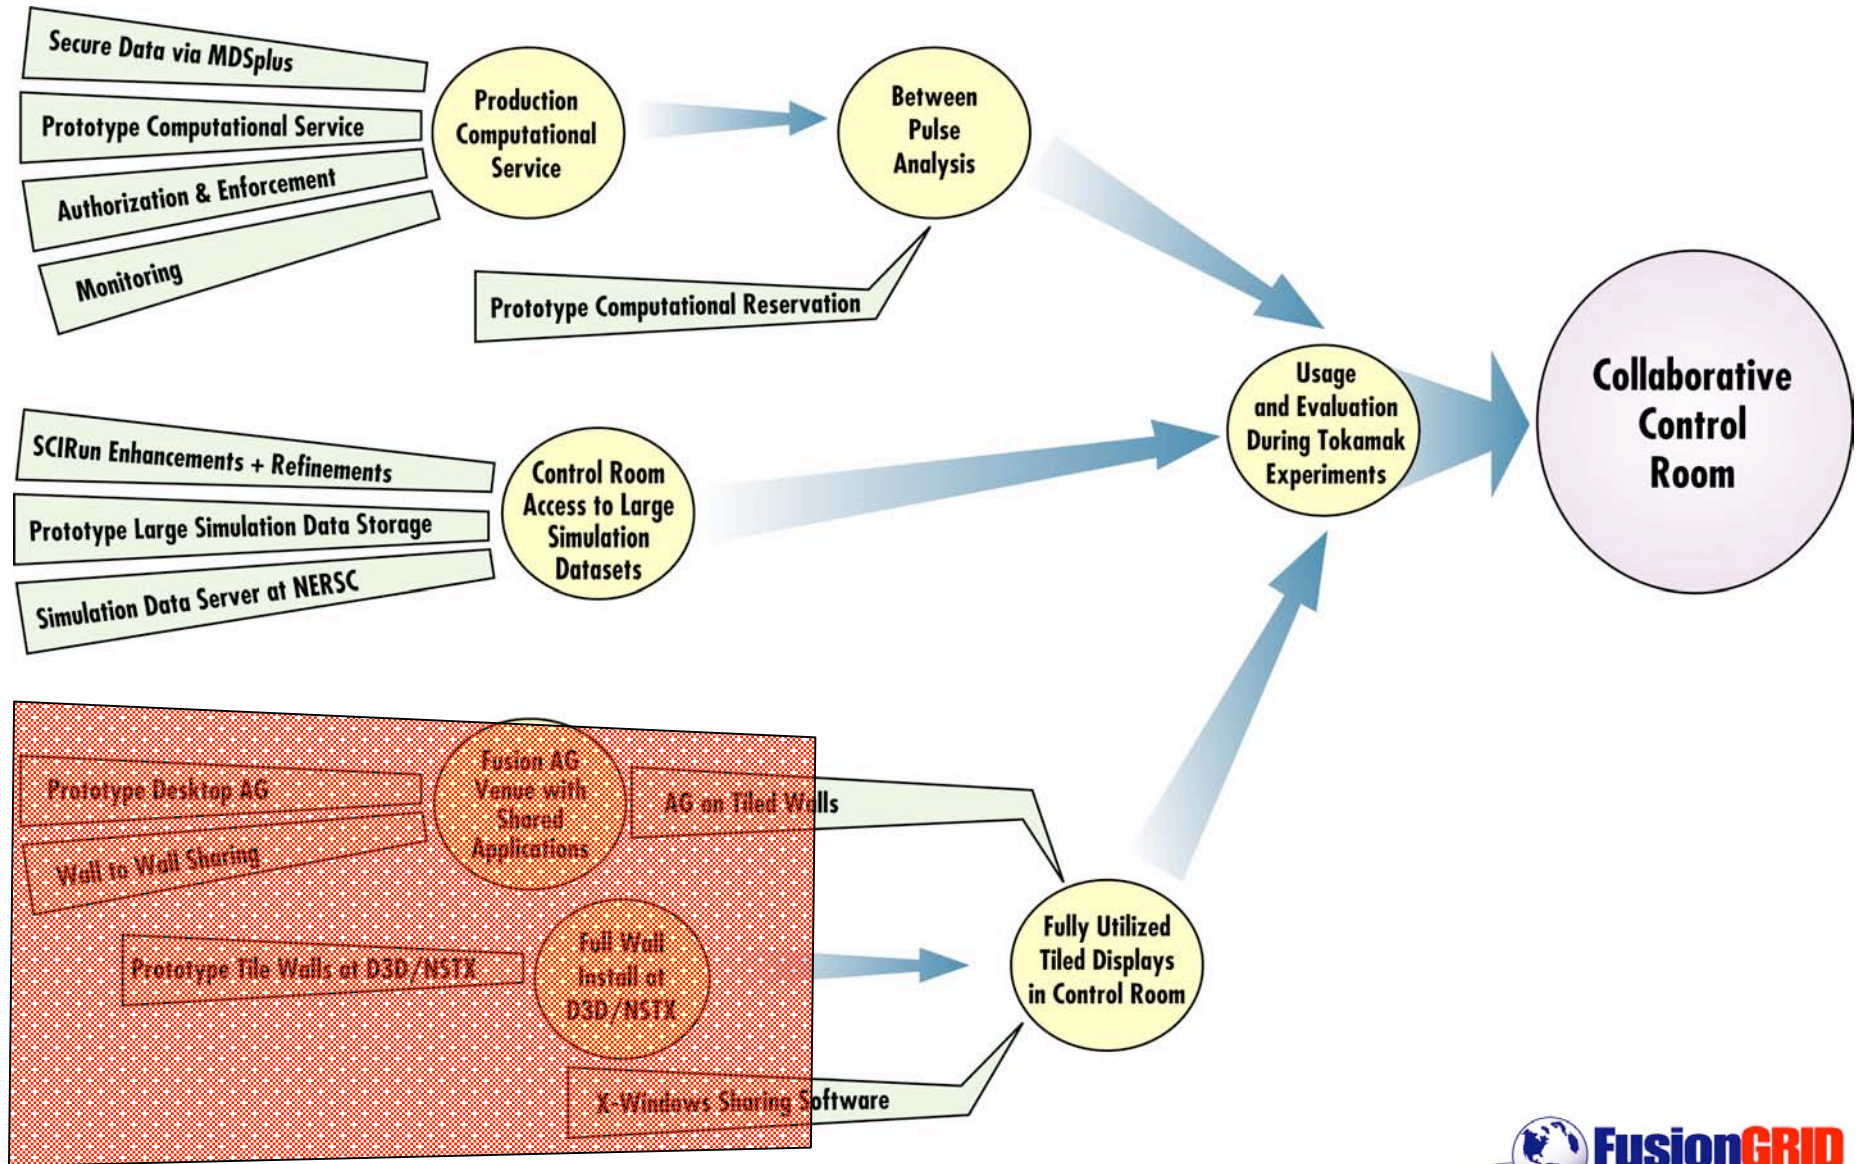 Secure Data via MDSplus
Prototype Computational Service
Authorization & Enforcement
Monitoring
Production
Computational
Service
Between
Pulse
Analysis
Prototype Computational Reservation
Usage
and Evaluation
During Tokamak
Experiments
Collaborative
Control
Room
SCIRun Enhancements + Refinements
Prototype Large Simulation Data Storage
Simulation Data Server at NERSC
Control Room
Access to Large
Simulation
Datasets
Prototype Desktop AG
Wall to Wall Sharing
Fusion AG
Venue with
Shared
Applications
AG on Tiled Walls
Prototype Tile Walls at D3D/NSTX
Full Wall
Install at
D3D/NSTX
Fully Utilized
Tiled Displays
in Control Room
X-Windows Sharing Software
FusionGRID